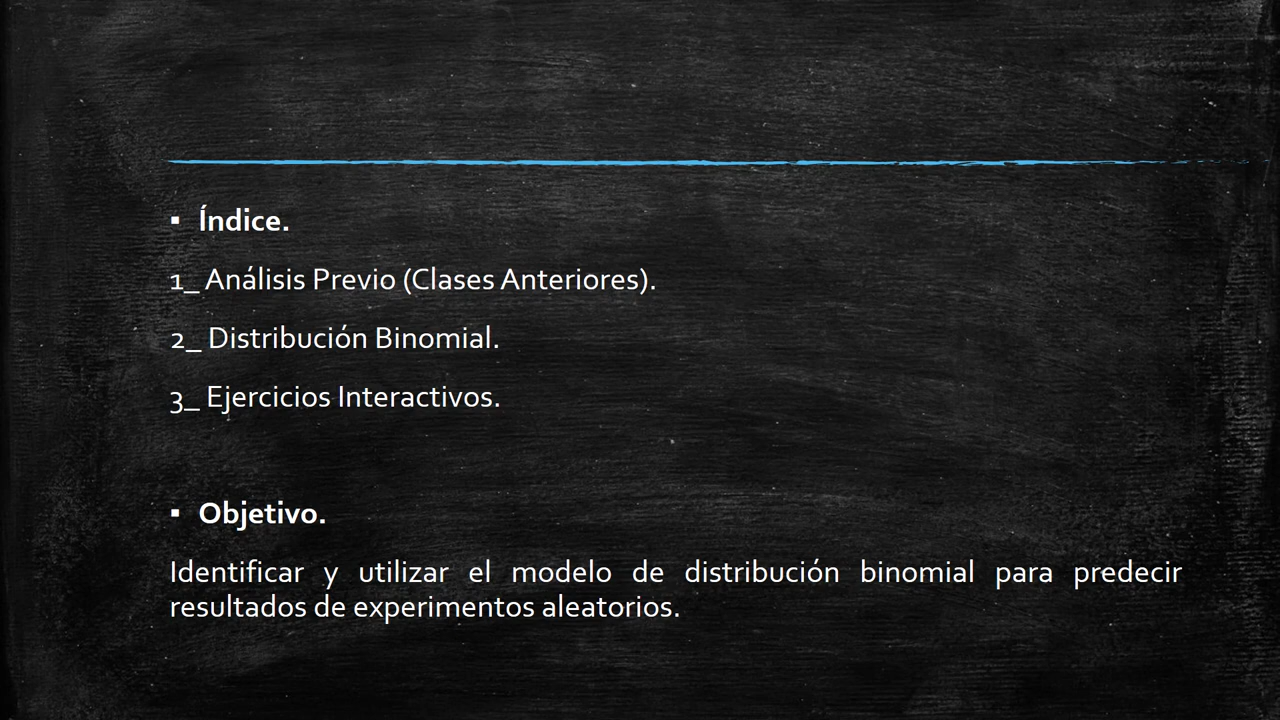 ▪ Índice.
1_ Análisis Previo (Clases Anteriores).
2_ Distribución Binomial.
3_ Ejercicios Interactivos.
▪ Objetivo.
Identificar y utilizar el modelo de distribución binomial para predecir
resultados de experimentos aleatorios.